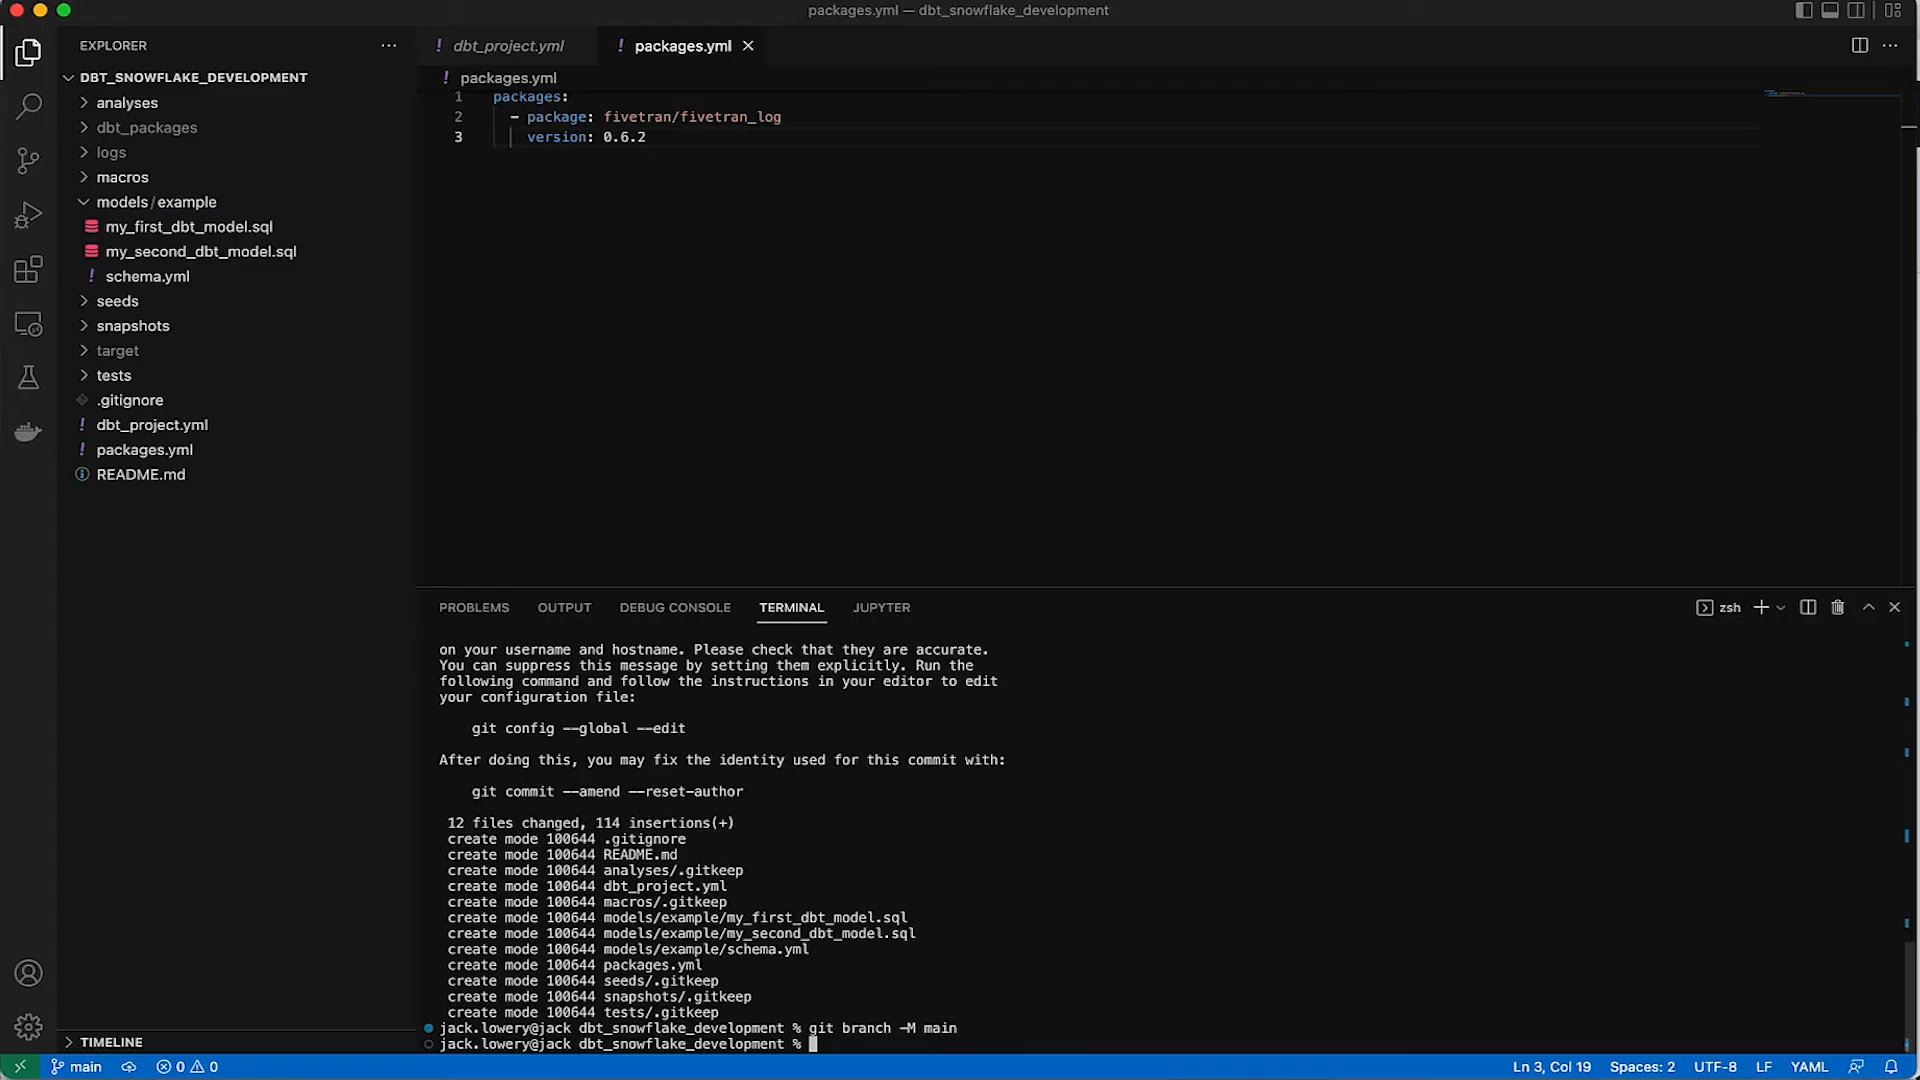 packages.yml — dbt_snowflake_development
EXPLORER
DBT_SNOWFLAKE_DEVELOPMENT
analyses
dbt_packages
logs
macros
models/example
my_first_dbt_model.sql
my_second_dbt_model.sql
! schema.yml
seeds
snapshots
target
tests
.gitignore
! dbt_project.yml
! packages.yml
README.md
TIMELINE
! dbt_project.yml ! packages.yml
! packages.yml
1 packages:
2 - package: fivetran/fivetran_log
3 version: 0.6.2
PROBLEMS OUTPUT DEBUG CONSOLE TERMINAL JUPYTER zsh
on your username and hostname. Please check that they are accurate.
You can suppress this message by setting them explicitly. Run the
following command and follow the instructions in your editor to edit
your configuration file:
git config --global --edit
After doing this, you may fix the identity used for this commit with:
git commit --amend --reset-author
12 files changed, 114 insertions(+)
create mode 100644 .gitignore
create mode 100644 README.md
create mode 100644 analyses/.gitkeep
create mode 100644 dbt_project.yml
create mode 100644 macros/.gitkeep
create mode 100644 models/example/my_first_dbt_model.sql
create mode 100644 models/example/my_second_dbt_model.sql
create mode 100644 models/example/schema.yml
create mode 100644 packages.yml
create mode 100644 seeds/.gitkeep
create mode 100644 snapshots/.gitkeep
create mode 100644 tests/.gitkeep
jack.lowery@jack dbt_snowflake_development % git branch -M main
jack.lowery@jack dbt_snowflake_development %
main 0 0 Ln 3, Col 19 Spaces: 2 UTF-8 LF YAML